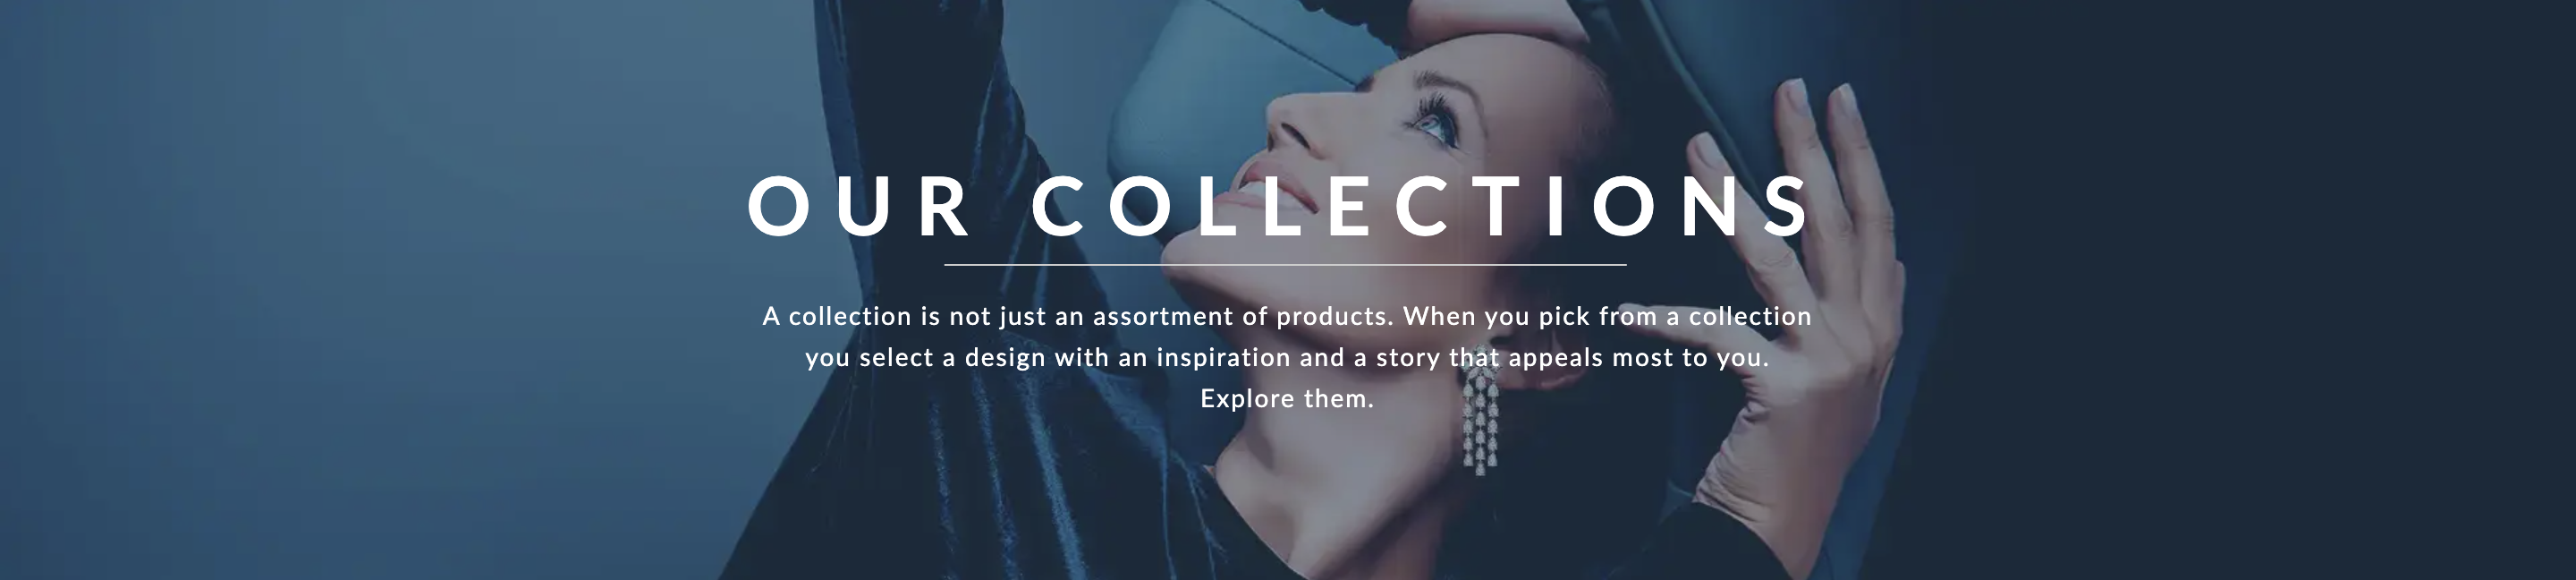 OUR COLLECTIONS
A collection is not just an assortment of products. When you pick from a collection
you select a design with an inspiration and a story that appeals most to you.
Explore them.